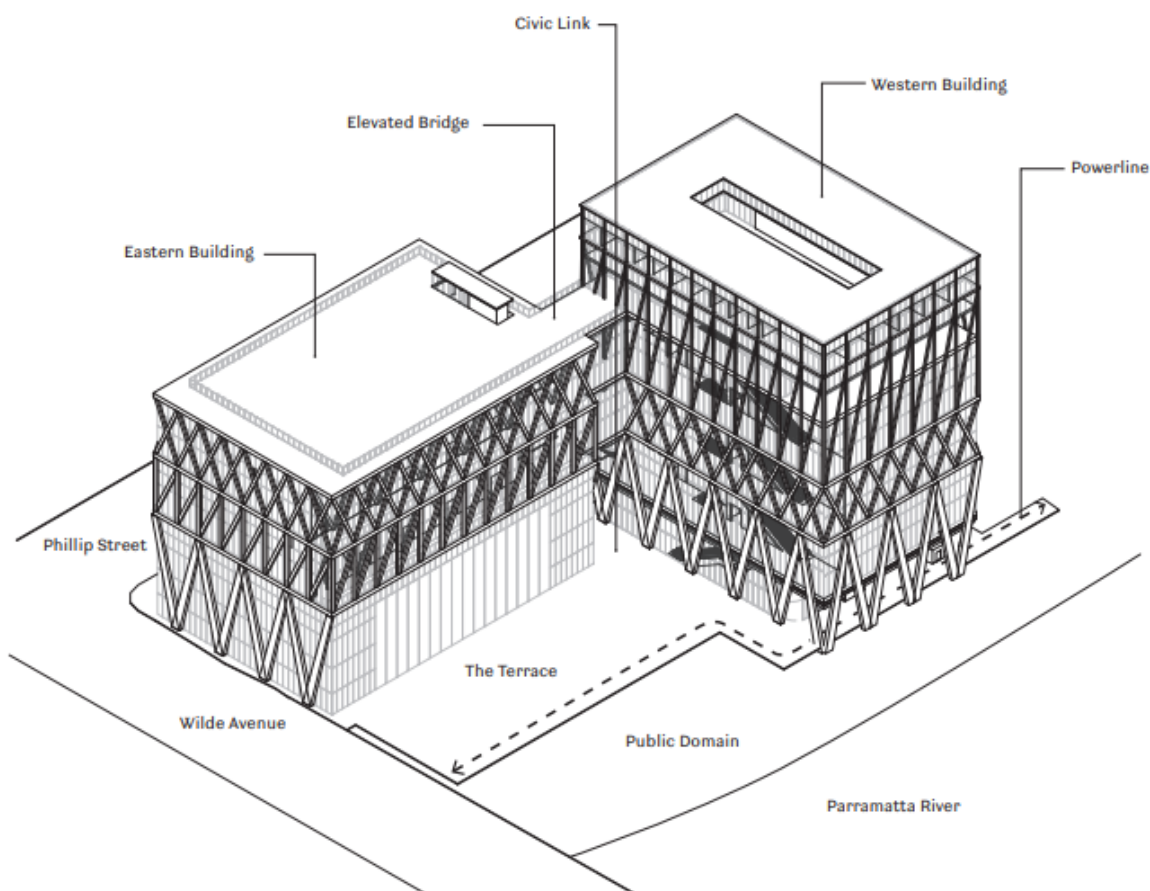 Civic Link
Western Building
Elevated Bridge
Powerline
Eastern Building
Phillip Street
The Terrace
Wilde Avenue
Public Domain
Parramatta River